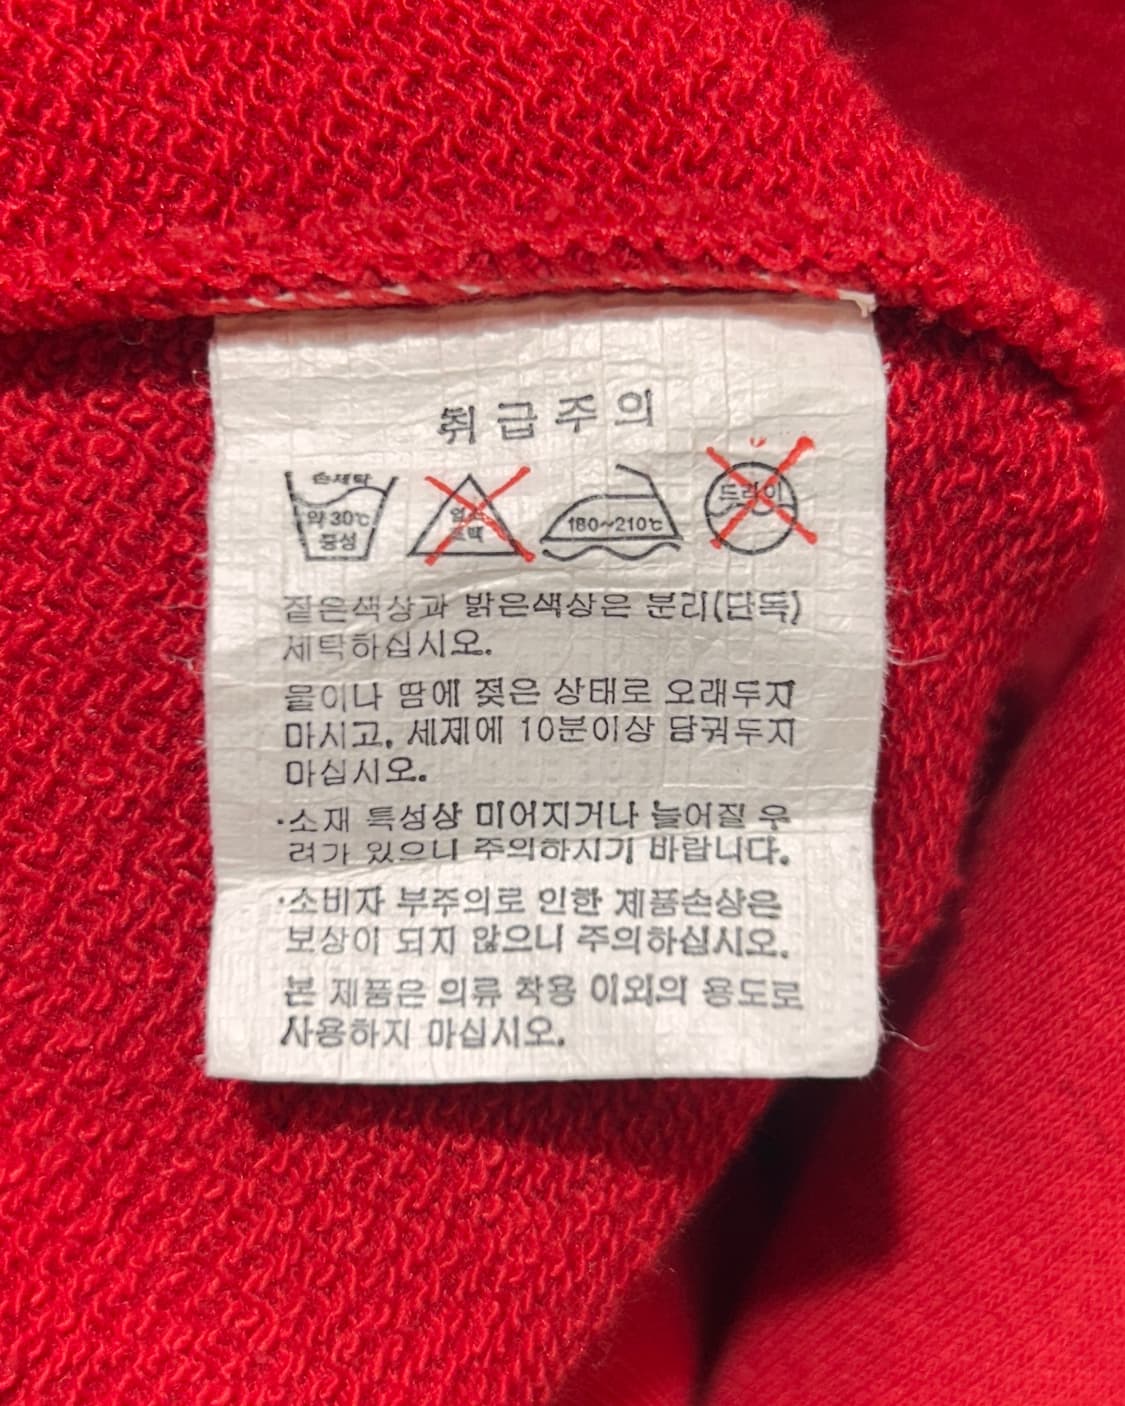 취급주의
손세탁
약 30℃
중성
180~210℃
드라이
짙은색상과 밝은색상은 분리(단독)
세탁하십시오.
물이나 땀에 젖은 상태로 오래두지
마시고, 세제에 10분이상 담궈두지
마십시오.
·소재 특성상 미어지거나 늘어질 우
려가 있으니 주의하시기 바랍니다.
·소비자 부주의로 인한 제품손상은
보상이 되지 않으니 주의하십시오.
본 제품은 의류 착용 이외의 용도로
사용하지 마십시오.